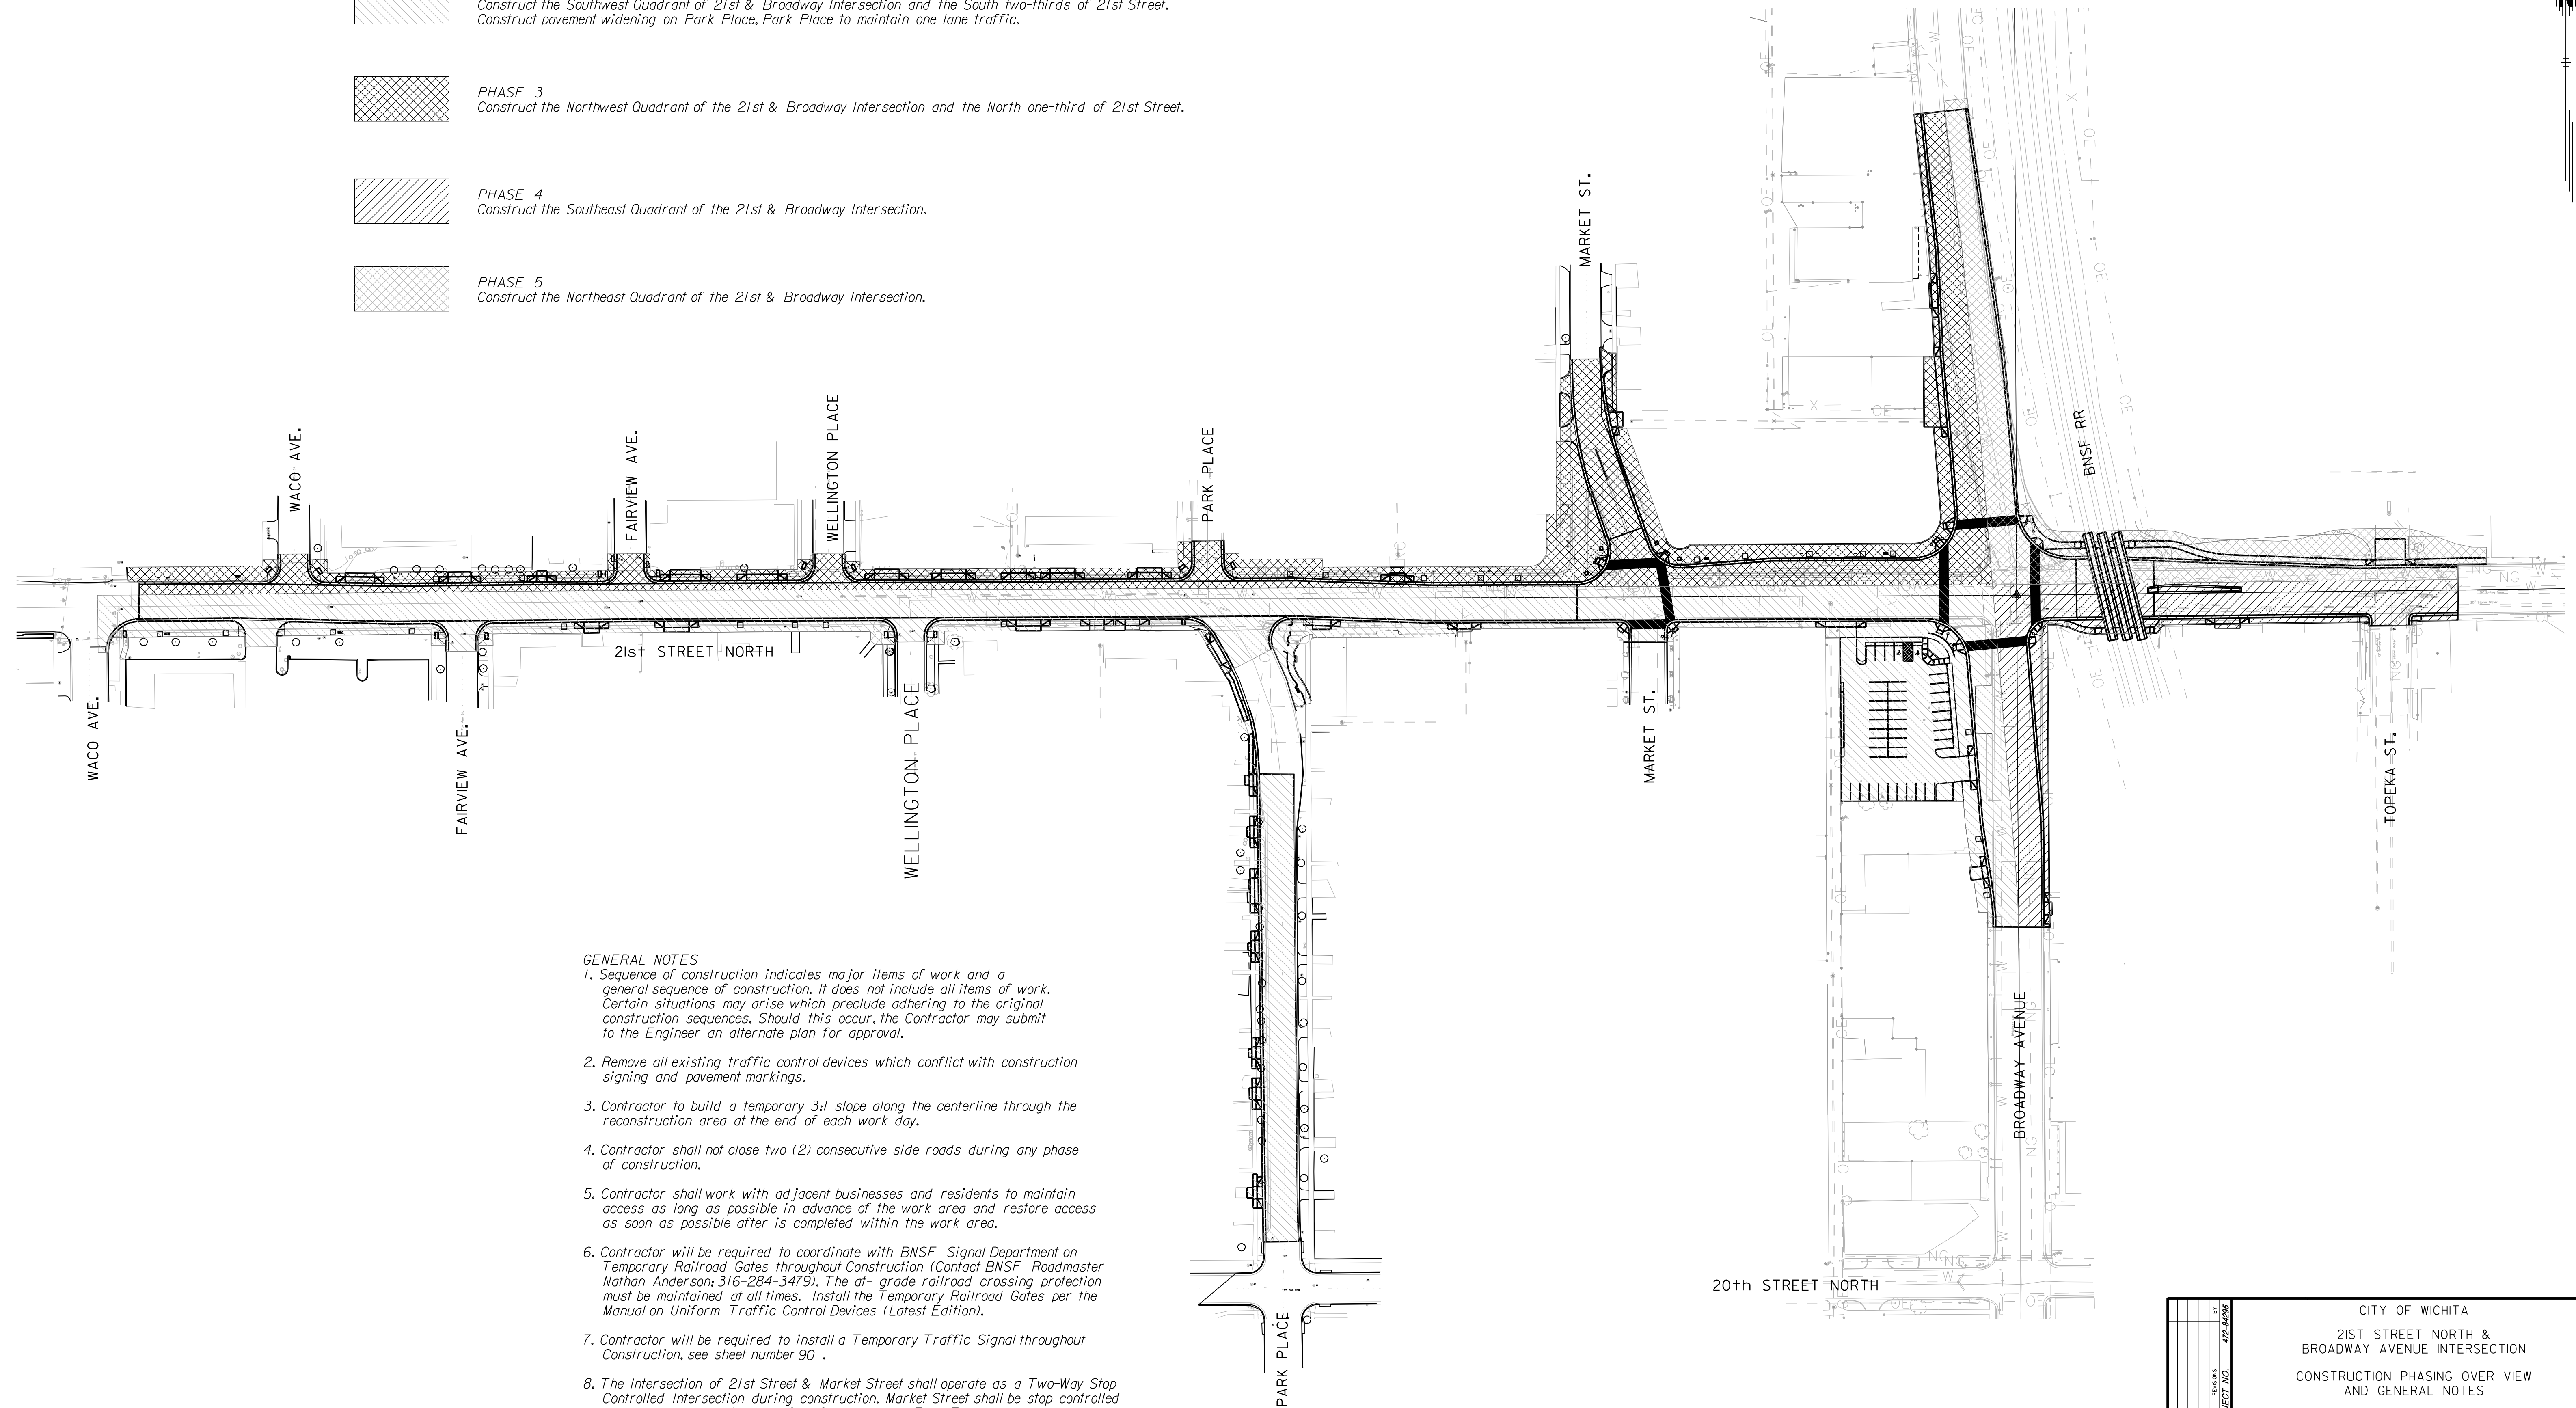 Construct the Southwest Quadrant of 21st & Broadway Intersection and the South two-thirds of 21st Street.
Construct pavement widening on Park Place, Park Place to maintain one lane traffic.
PHASE 3
Construct the Northwest Quadrant of the 21st & Broadway Intersection and the North one-third of 21st Street.
PHASE 4
Construct the Southeast Quadrant of the 21st & Broadway Intersection.
PHASE 5
Construct the Northeast Quadrant of the 21st & Broadway Intersection.
MARKET ST.
WACO AVE.
FAIRVIEW AVE.
WELLINGTON PLACE
PARK PLACE
BNSF RR
21st STREET NORTH
WACO AVE.
FAIRVIEW AVE.
WELLINGTON PLACE
MARKET ST.
TOPEKA ST.
BROADWAY AVENUE
20th STREET NORTH
PARK PLACE
GENERAL NOTES
1. Sequence of construction indicates major items of work and a
general sequence of construction. It does not include all items of work.
Certain situations may arise which preclude adhering to the original
construction sequences. Should this occur, the Contractor may submit
to the Engineer an alternate plan for approval.
2. Remove all existing traffic control devices which conflict with construction
signing and pavement markings.
3. Contractor to build a temporary 3:1 slope along the centerline through the
reconstruction area at the end of each work day.
4. Contractor shall not close two (2) consecutive side roads during any phase
of construction.
5. Contractor shall work with adjacent businesses and residents to maintain
access as long as possible in advance of the work area and restore access
as soon as possible after is completed within the work area.
6. Contractor will be required to coordinate with BNSF Signal Department on
Temporary Railroad Gates throughout Construction (Contact BNSF Roadmaster
Nathan Anderson; 316-284-3479). The at- grade railroad crossing protection
must be maintained at all times. Install the Temporary Railroad Gates per the
Manual on Uniform Traffic Control Devices (Latest Edition).
7. Contractor will be required to install a Temporary Traffic Signal throughout
Construction, see sheet number 90 .
8. The Intersection of 21st Street & Market Street shall operate as a Two-Way Stop
Controlled Intersection during construction. Market Street shall be stop controlled
BY
REVISIONS
472-84295
JECT NO.
CITY OF WICHITA
21ST STREET NORTH &
BROADWAY AVENUE INTERSECTION
CONSTRUCTION PHASING OVER VIEW
AND GENERAL NOTES